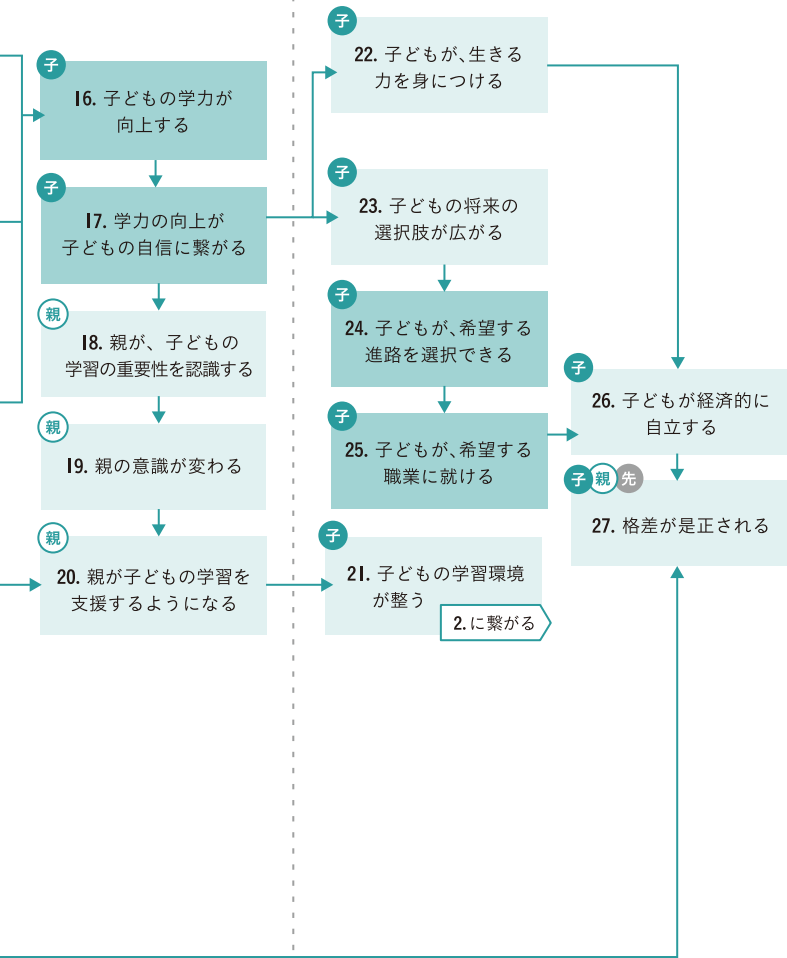 子
16. 子どもの学力が
向上する
子
17. 学力の向上が
子どもの自信に繋がる
親
18. 親が、子どもの
学習の重要性を認識する
親
19. 親の意識が変わる
親
20. 親が子どもの学習を
支援するようになる
子
21. 子どもの学習環境
が整う
2.に繋がる
子
22. 子どもが、生きる
力を身につける
子
23. 子どもの将来の
選択肢が広がる
子
24. 子どもが、希望する
進路を選択できる
子
25. 子どもが、希望する
職業に就ける
子
26. 子どもが経済的に
自立する
子 親 先
27. 格差が是正される